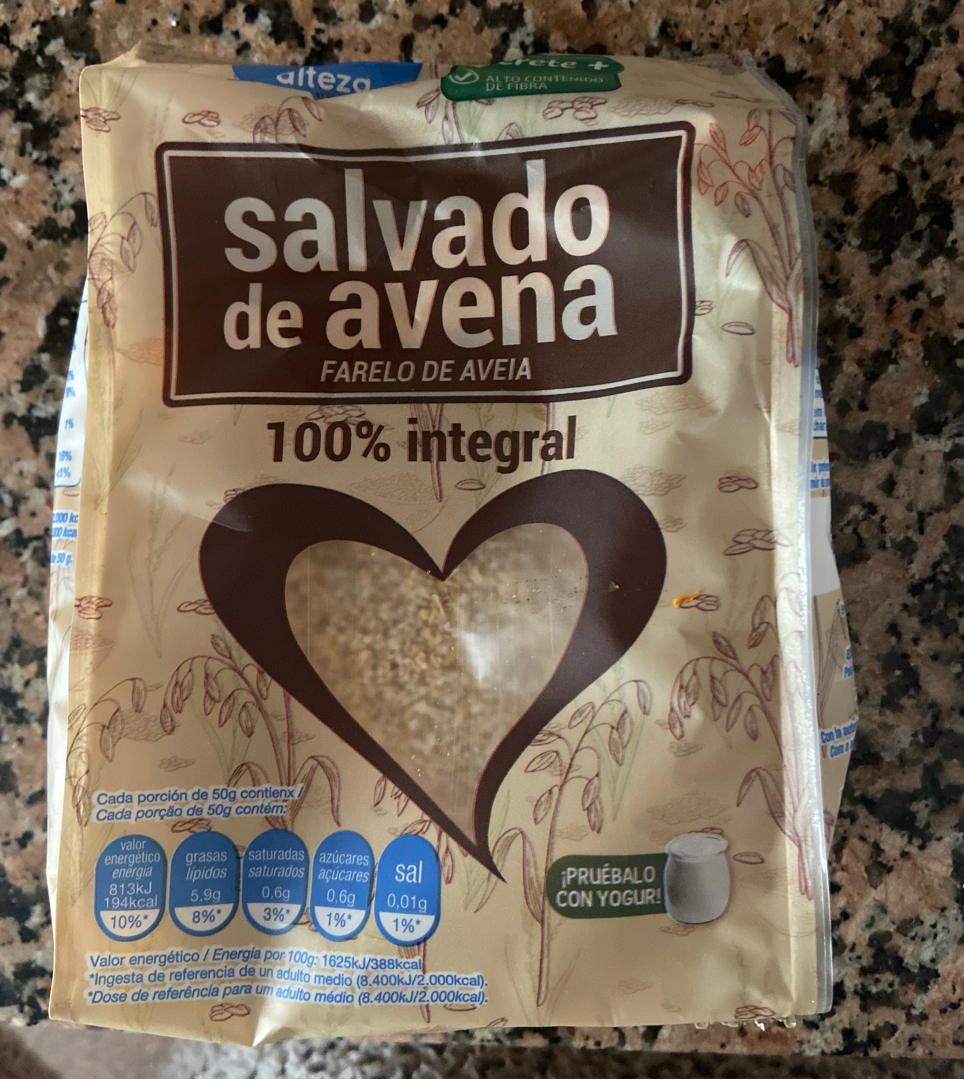 alteza
ALTO CONTENIDO
DE FIBRA
salvado
de avena
FARELO DE AVEIA
100% integral
Cada porción de 50g contienx /
Cada porção de 50g contém:
valor
energético
energia
813kJ
194kcal
10%*
grasas
lípidos
5,9g
8%*
saturadas
saturados
0,6g
3%*
azúcares
açúcares
0,6g
1%*
sal
0,01g
1%*
¡PRUÉBALO
CON YOGUR!
Valor energético / Energia por 100g: 1625kJ/388kcal
*Ingesta de referencia de un adulto medio (8.400kJ/2.000kcal).
*Dose de referência para um adulto médio (8.400kJ/2.000kcal).